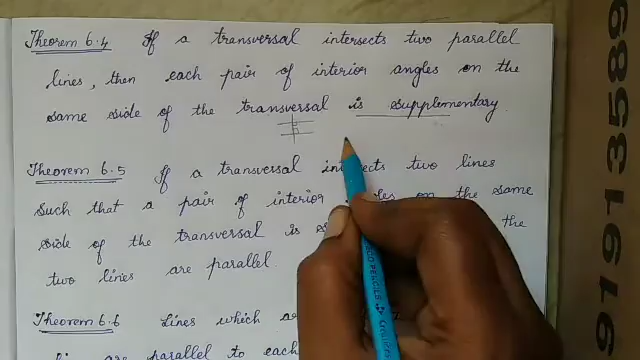 Theorem 6.4 If a transversal intersects two parallel
lines, then each pair of interior angles on the
same side of the transversal is supplementary.
Theorem 6.5 If a transversal intersects two lines
such that a pair of interior on the same
side of the transversal is the
two lines are parallel.
Theorem 6.6 Lines which
are parallel to each
9191358